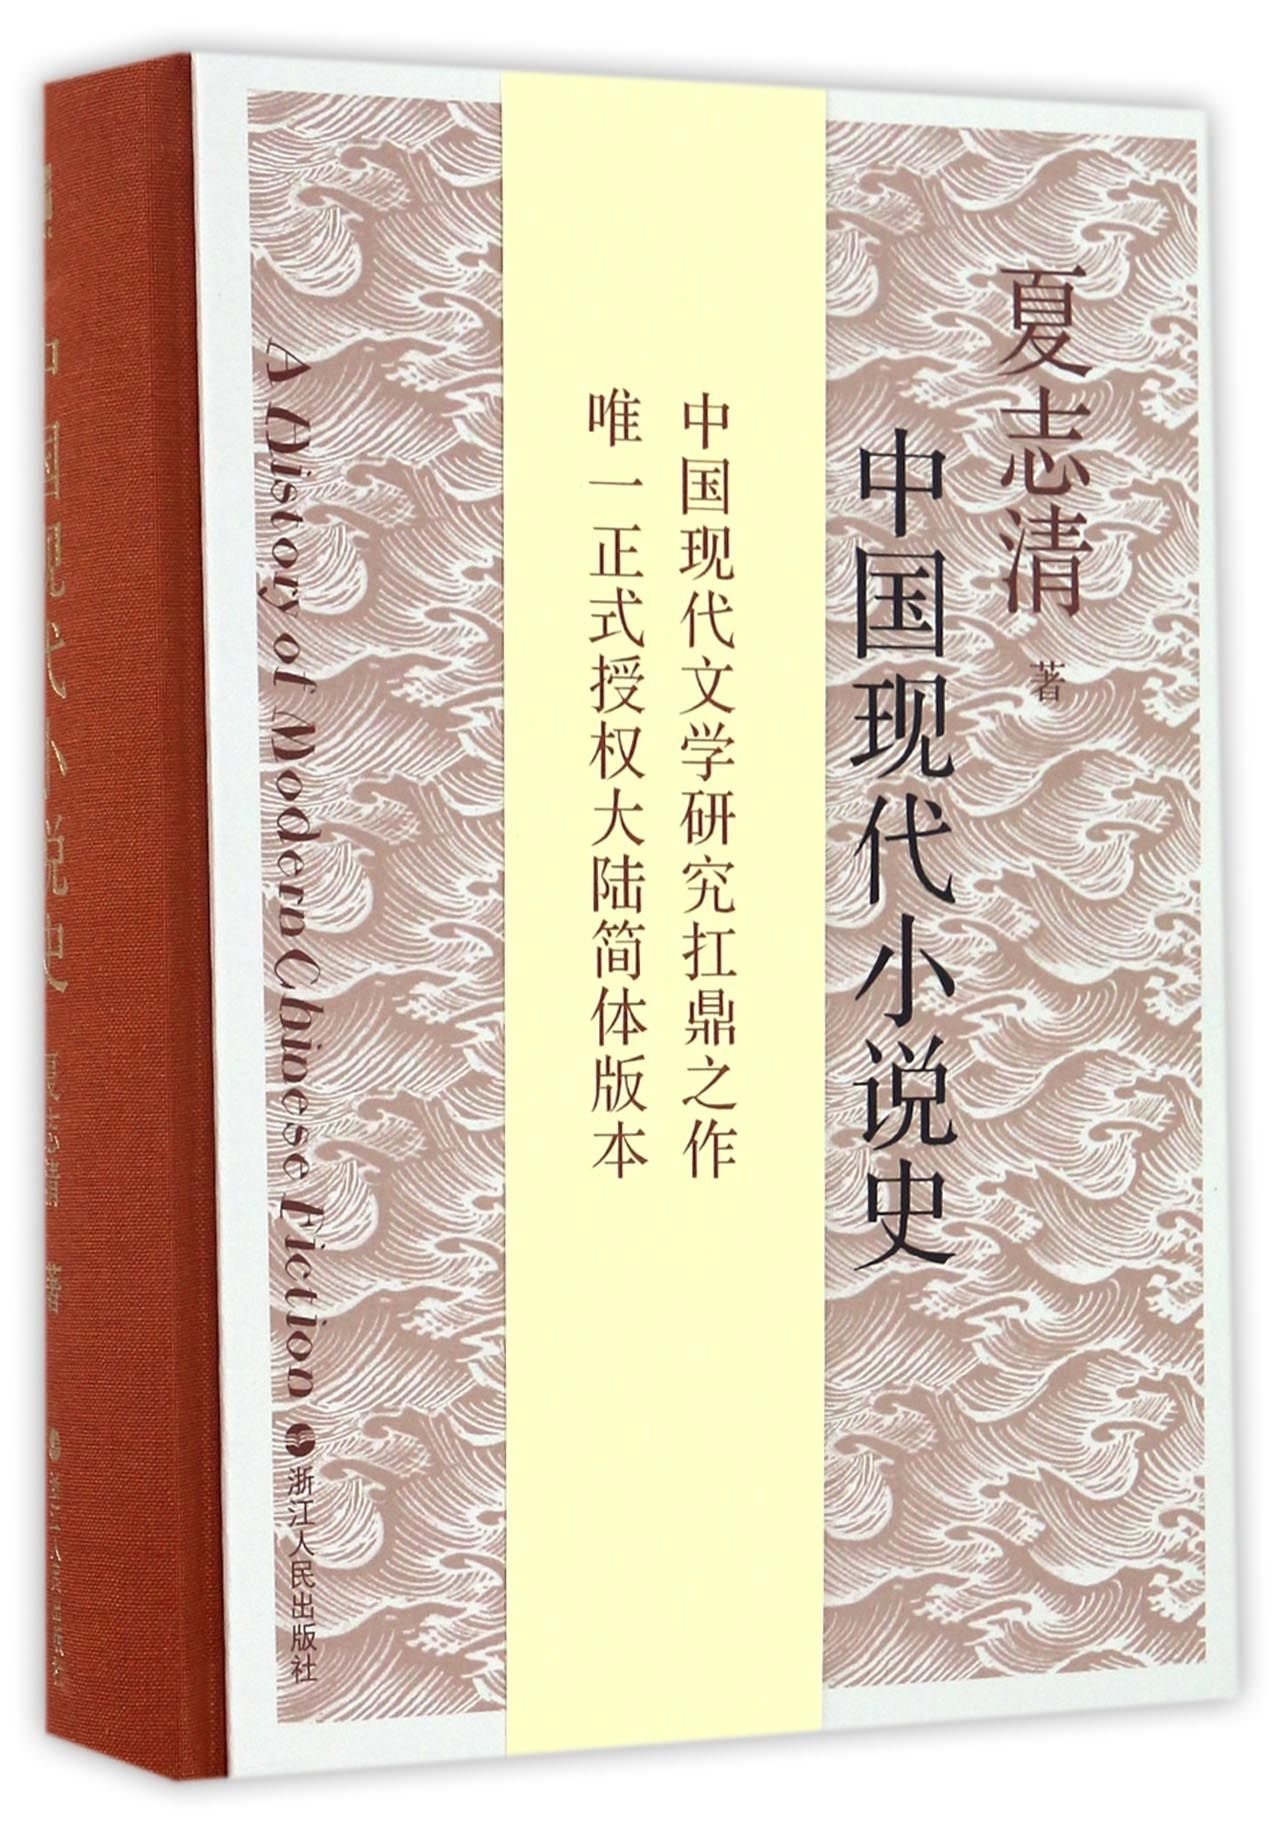 夏志清 著
中国现代小说史
中国现代文学研究扛鼎之作
唯一正式授权大陆简体版本
A History of Modern Chinese Fiction
浙江人民出版社
中国现代小说史 夏志清 著